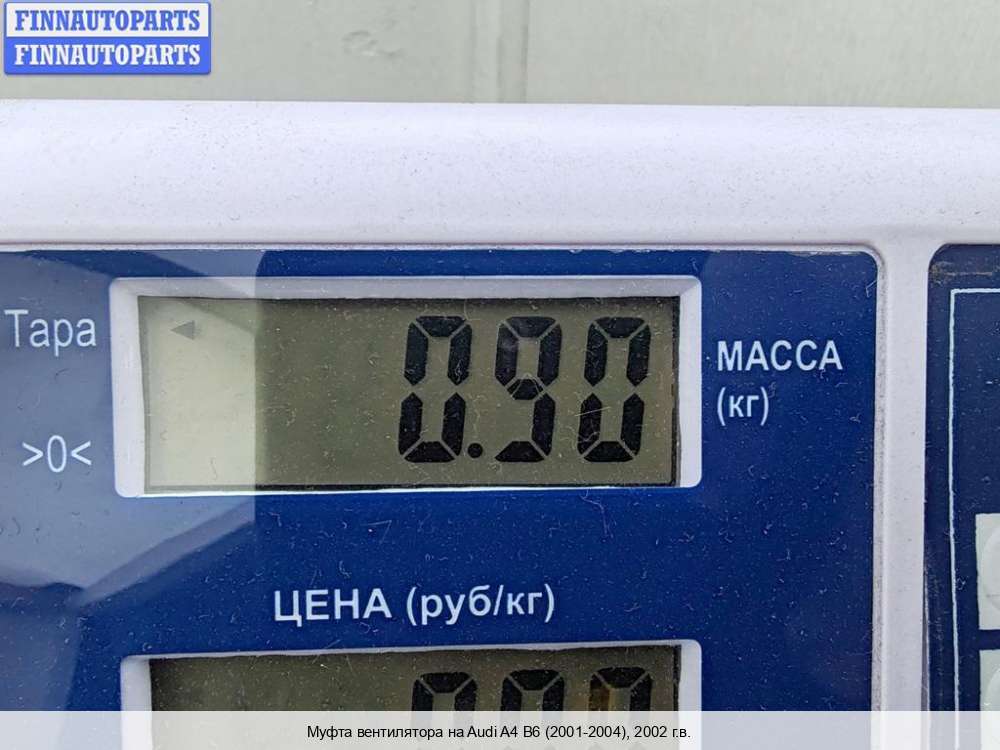 FINNAUTOPARTS
FINNAUTOPARTS
Тара
0.90
МАССА
(кг)
>0<
ЦЕНА (руб/кг)
Муфта вентилятора на Audi A4 B6 (2001-2004), 2002 г.в.